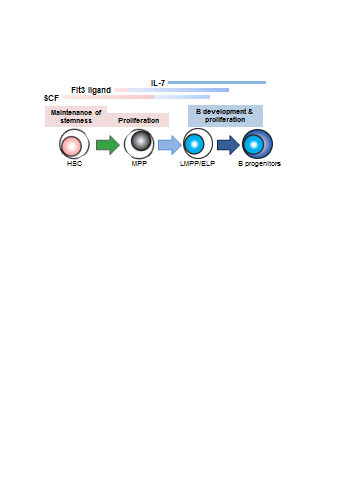 IL-7
Flt3 ligand
SCF
Maintenance of
stemness
Proliferation
B development &
proliferation
HSC
MPP
LMPP/ELP
B progenitors